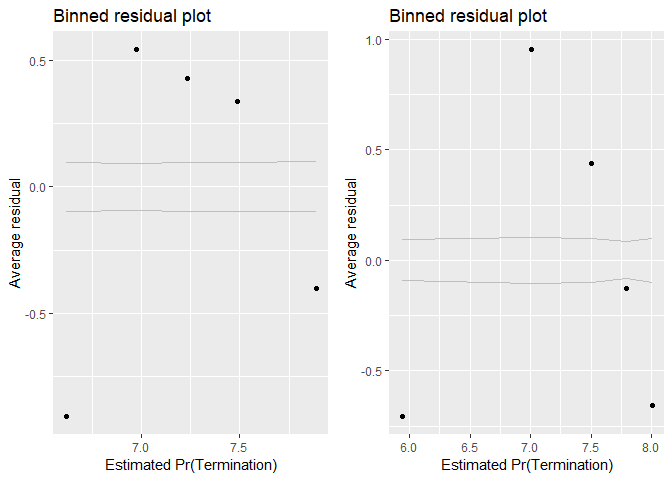 Binned residual plot
0.5
0.0
-0.5
Average residual
7.0 7.5
Estimated Pr(Termination)
Binned residual plot
1.0
0.5
0.0
-0.5
Average residual
6.0 6.5 7.0 7.5 8.0
Estimated Pr(Termination)